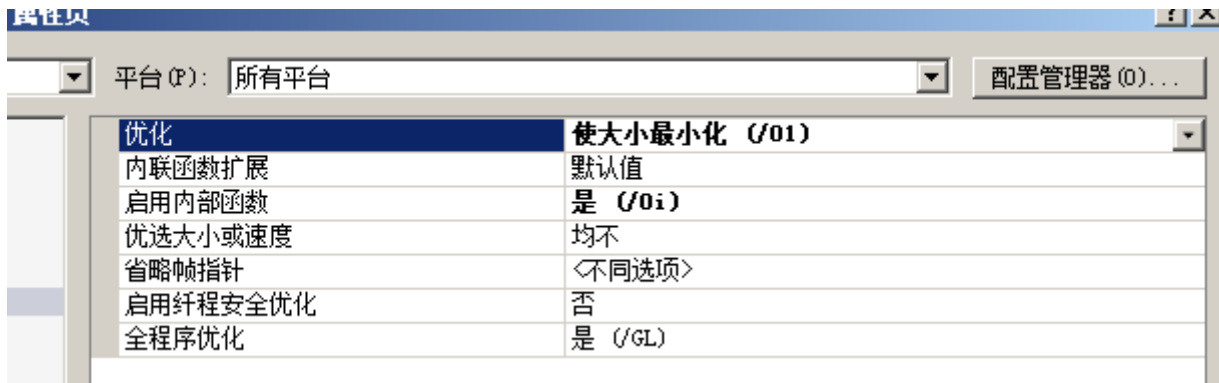 属性页
平台(P): 所有平台 配置管理器(O)...
优化 使大小最小化 (/O1)
内联函数扩展 默认值
启用内部函数 是 (/Oi)
优选大小或速度 均不
省略帧指针 <不同选项>
启用纤程安全优化 否
全程序优化 是 (/GL)